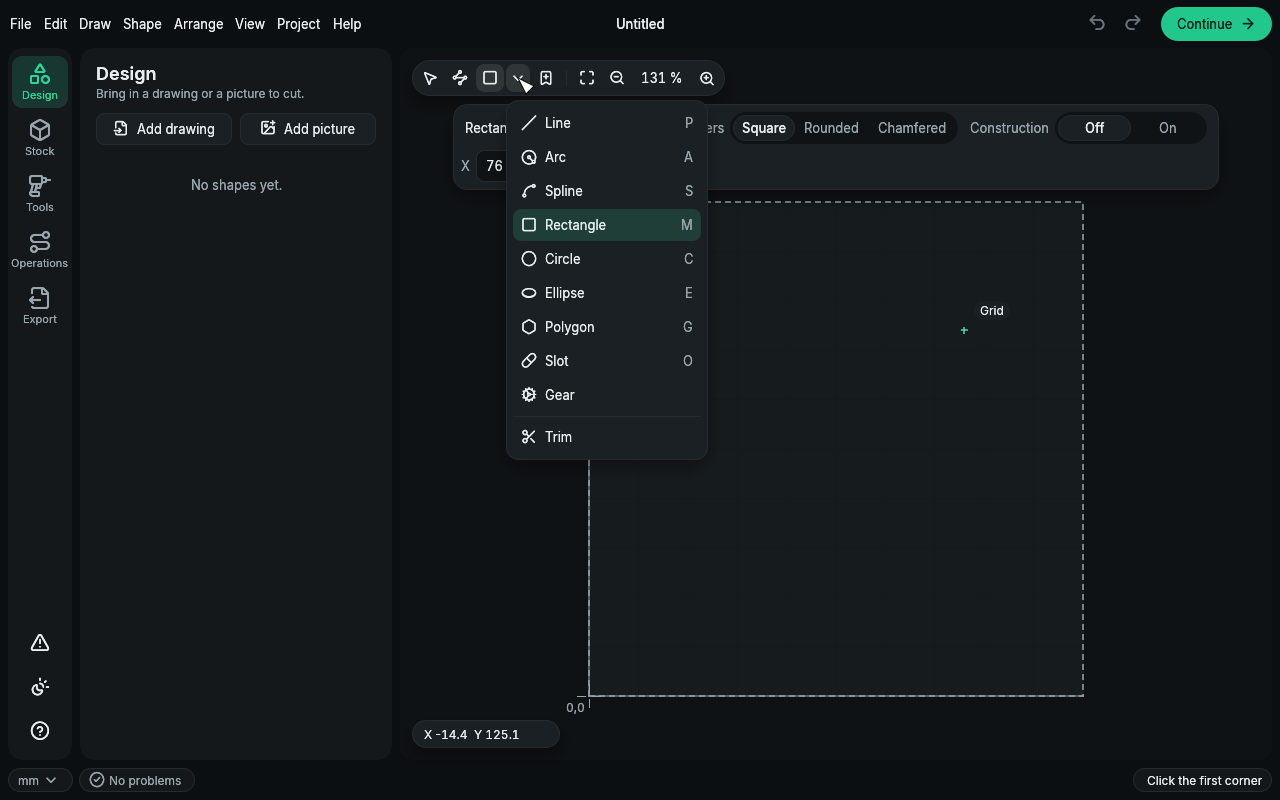 File Edit Draw Shape Arrange View Project Help
Untitled
Continue
Design
Stock
Tools
Operations
Export
Design
Bring in a drawing or a picture to cut.
Add drawing
Add picture
No shapes yet.
131 %
Square Rounded Chamfered Construction Off On
X 76
Line P
Arc A
Spline S
Rectangle M
Circle C
Ellipse E
Polygon G
Slot O
Gear
Trim
Grid
0,0
X -14.4 Y 125.1
mm
No problems
Click the first corner